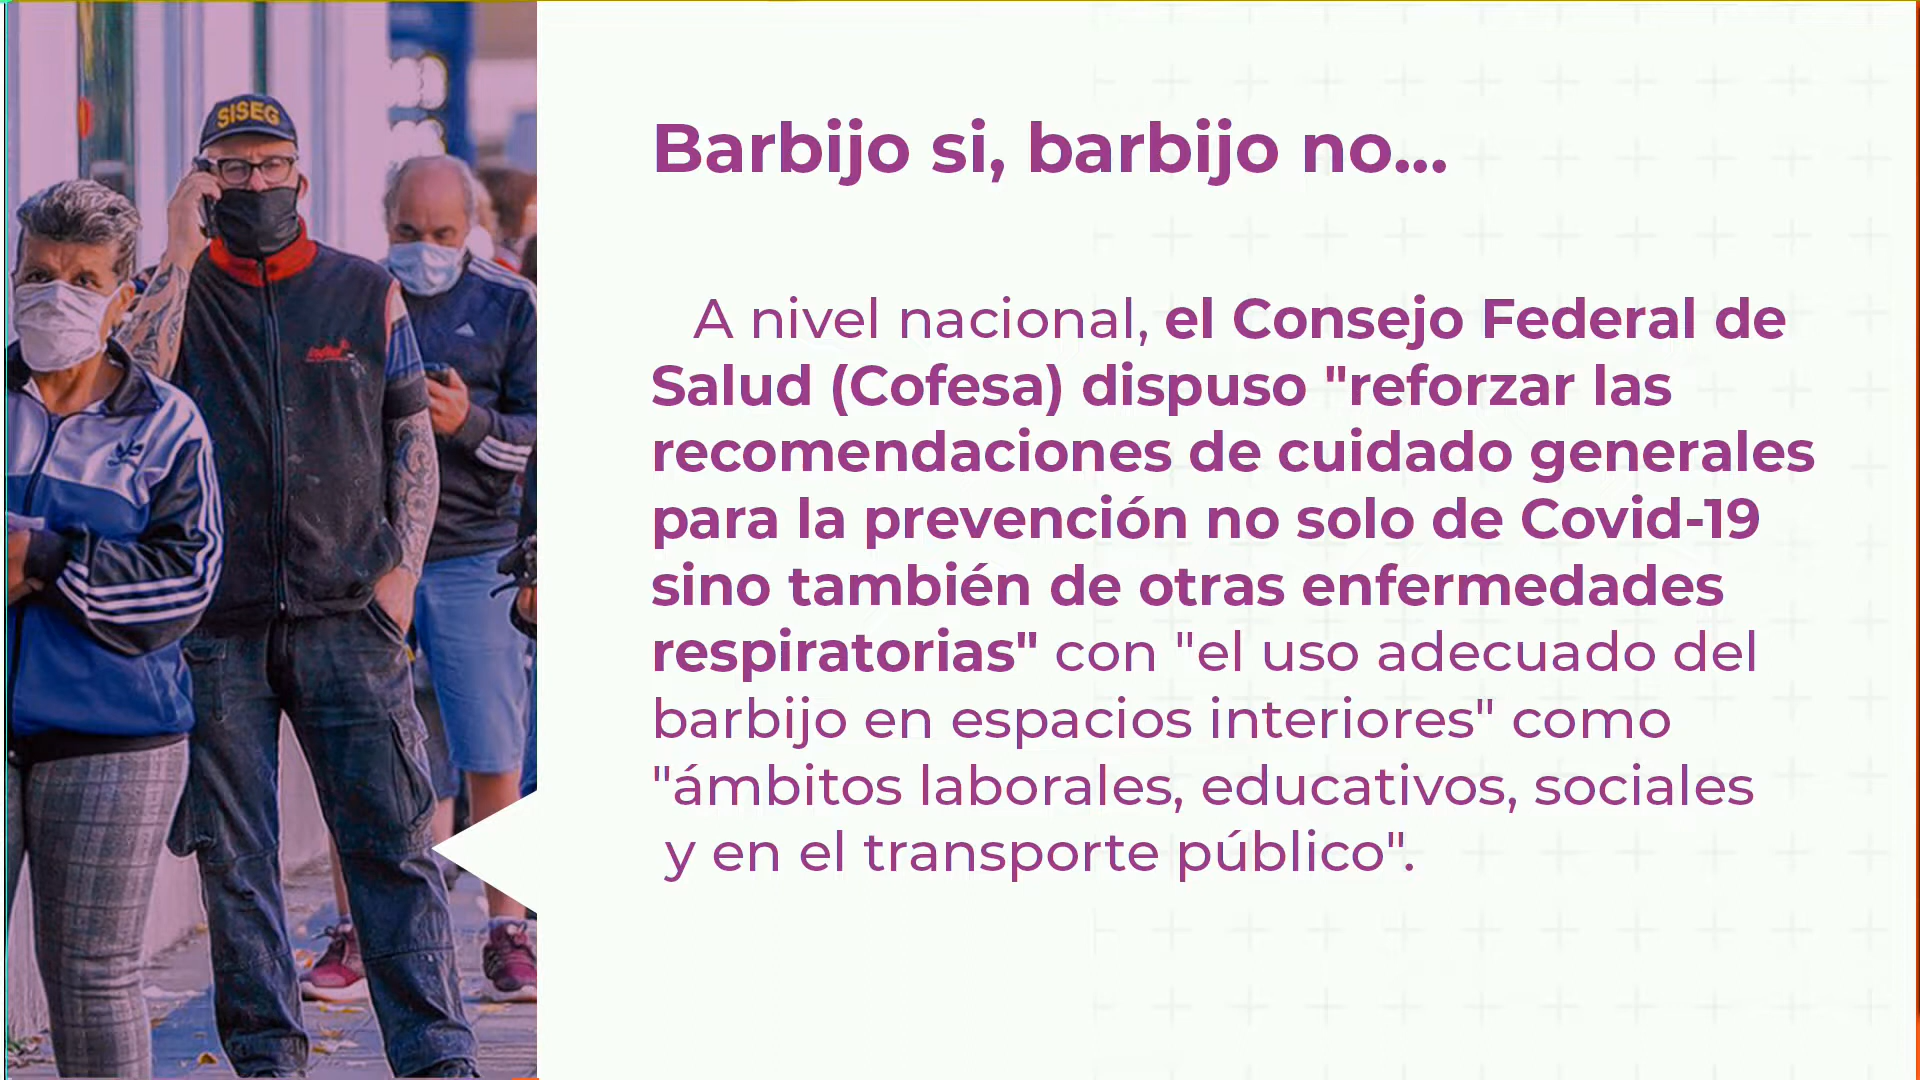 SISEG
Barbijo si, barbijo no...
A nivel nacional, el Consejo Federal de
Salud (Cofesa) dispuso "reforzar las
recomendaciones de cuidado generales
para la prevención no solo de Covid-19
sino también de otras enfermedades
respiratorias" con "el uso adecuado del
barbijo en espacios interiores" como
"ámbitos laborales, educativos, sociales
y en el transporte público".